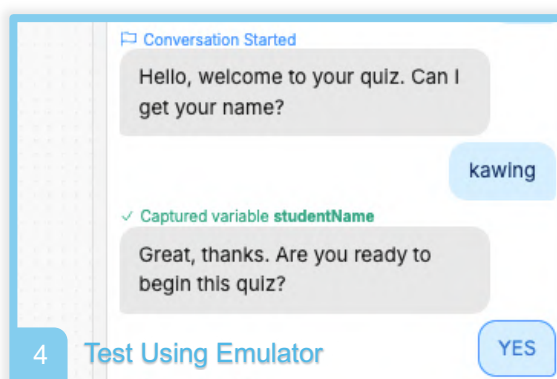 Conversation Started
Hello, welcome to your quiz. Can I
get your name?
kawing
✓ Captured variable studentName
Great, thanks. Are you ready to
begin this quiz?
YES
4 Test Using Emulator